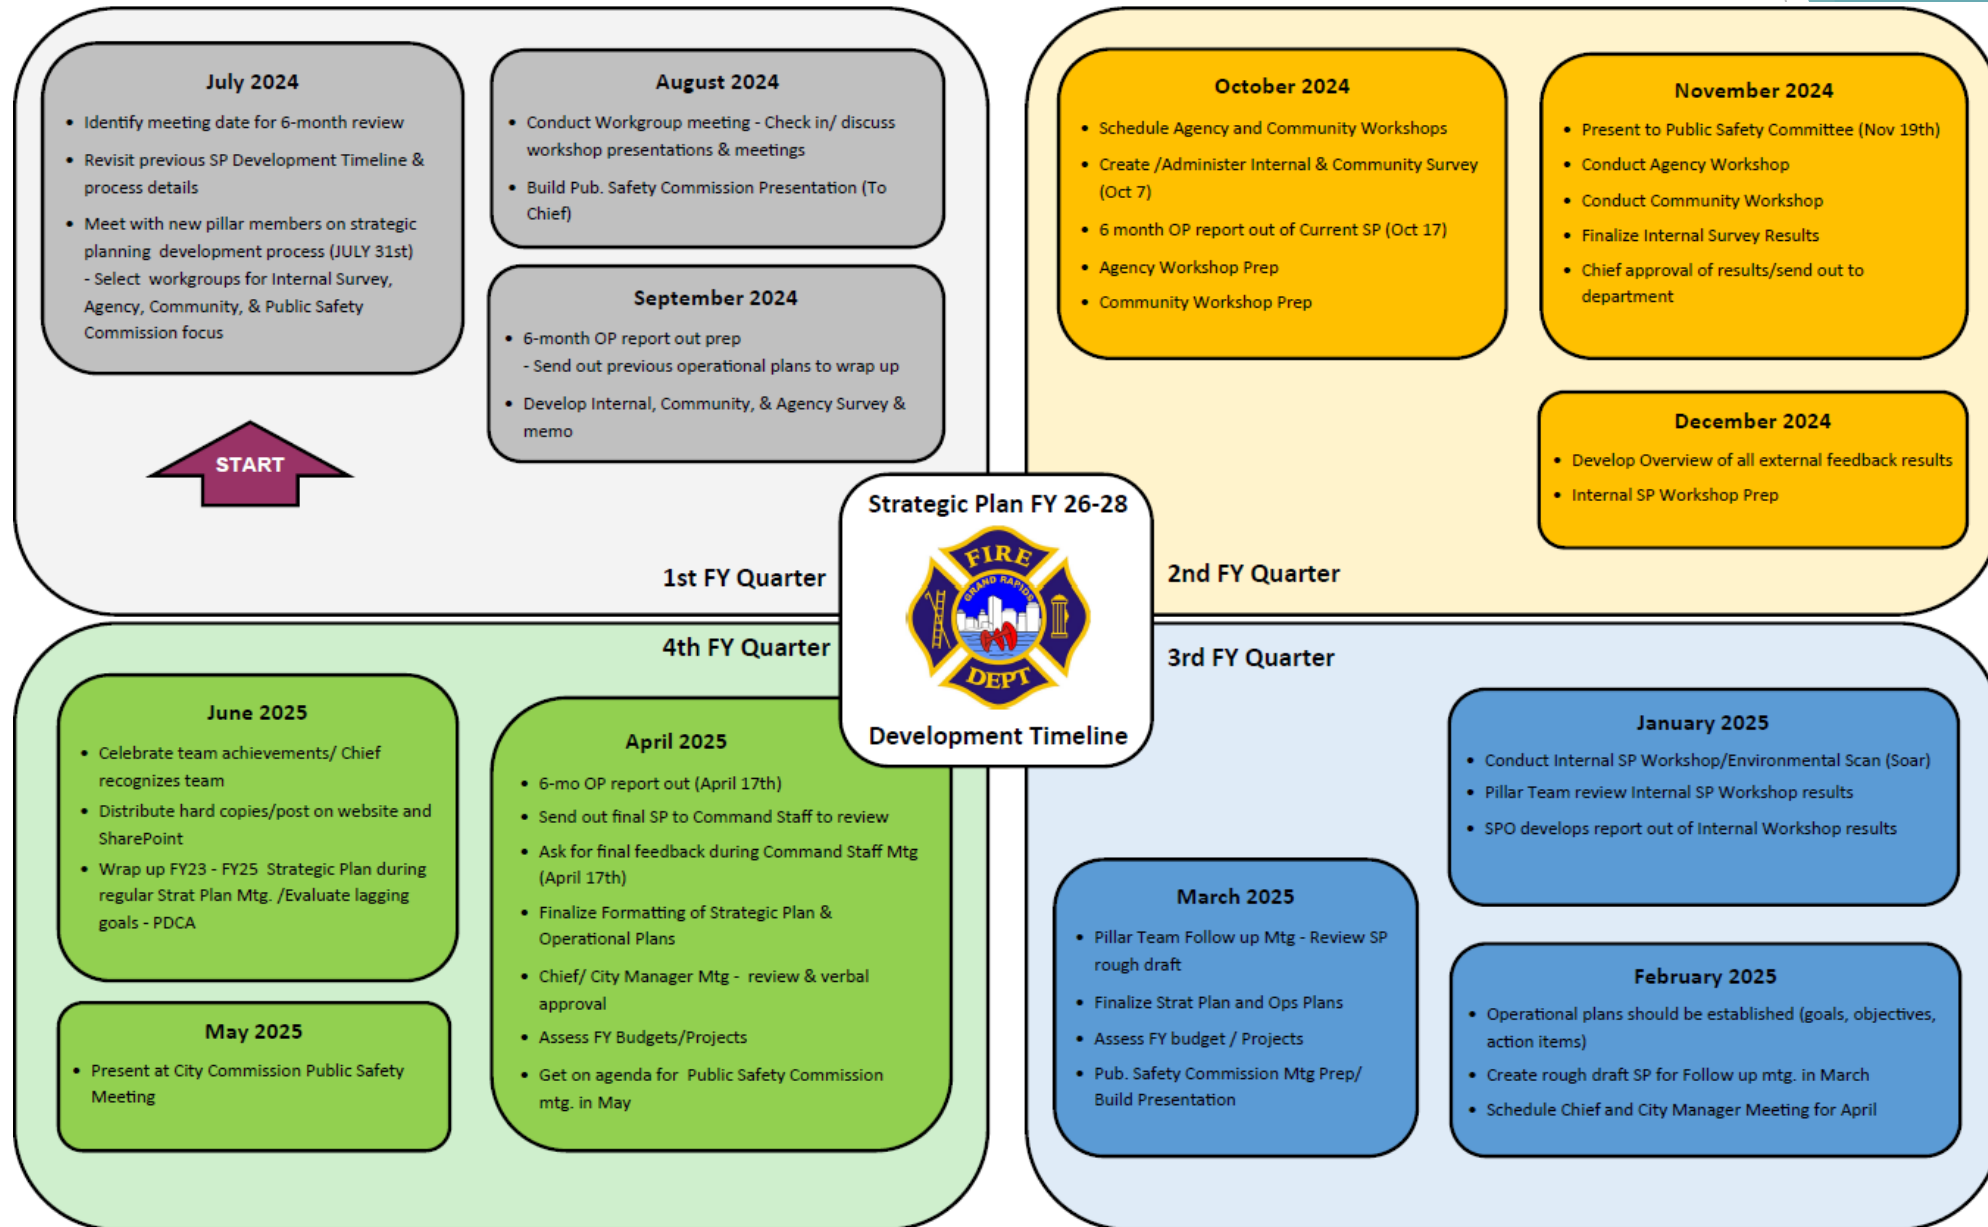 July 2024
• Identify meeting date for 6-month review
• Revisit previous SP Development Timeline &
process details
• Meet with new pillar members on strategic
planning development process (JULY 31st)
- Select workgroups for Internal Survey,
Agency, Community, & Public Safety
Commission focus
START
August 2024
• Conduct Workgroup meeting - Check in/ discuss
workshop presentations & meetings
• Build Pub. Safety Commission Presentation (To
Chief)
September 2024
• 6-month OP report out prep
- Send out previous operational plans to wrap up
• Develop Internal, Community, & Agency Survey &
memo
1st FY Quarter
October 2024
• Schedule Agency and Community Workshops
• Create /Administer Internal & Community Survey
(Oct 7)
• 6 month OP report out of Current SP (Oct 17)
• Agency Workshop Prep
• Community Workshop Prep
November 2024
• Present to Public Safety Committee (Nov 19th)
• Conduct Agency Workshop
• Conduct Community Workshop
• Finalize Internal Survey Results
• Chief approval of results/send out to
department
December 2024
• Develop Overview of all external feedback results
• Internal SP Workshop Prep
2nd FY Quarter
Strategic Plan FY 26-28
FIRE
GRAND RAPIDS
DEPT
Development Timeline
3rd FY Quarter
January 2025
• Conduct Internal SP Workshop/Environmental Scan (Soar)
• Pillar Team review Internal SP Workshop results
• SPO develops report out of Internal Workshop results
February 2025
• Operational plans should be established (goals, objectives,
action items)
• Create rough draft SP for Follow up mtg. in March
• Schedule Chief and City Manager Meeting for April
March 2025
• Pillar Team Follow up Mtg - Review SP
rough draft
• Finalize Strat Plan and Ops Plans
• Assess FY budget / Projects
• Pub. Safety Commission Mtg Prep/
Build Presentation
4th FY Quarter
April 2025
• 6-mo OP report out (April 17th)
• Send out final SP to Command Staff to review
• Ask for final feedback during Command Staff Mtg
(April 17th)
• Finalize Formatting of Strategic Plan &
Operational Plans
• Chief/ City Manager Mtg - review & verbal
approval
• Assess FY Budgets/Projects
• Get on agenda for Public Safety Commission
mtg. in May
May 2025
• Present at City Commission Public Safety
Meeting
June 2025
• Celebrate team achievements/ Chief
recognizes team
• Distribute hard copies/post on website and
SharePoint
• Wrap up FY23 - FY25 Strategic Plan during
regular Strat Plan Mtg. /Evaluate lagging
goals - PDCA